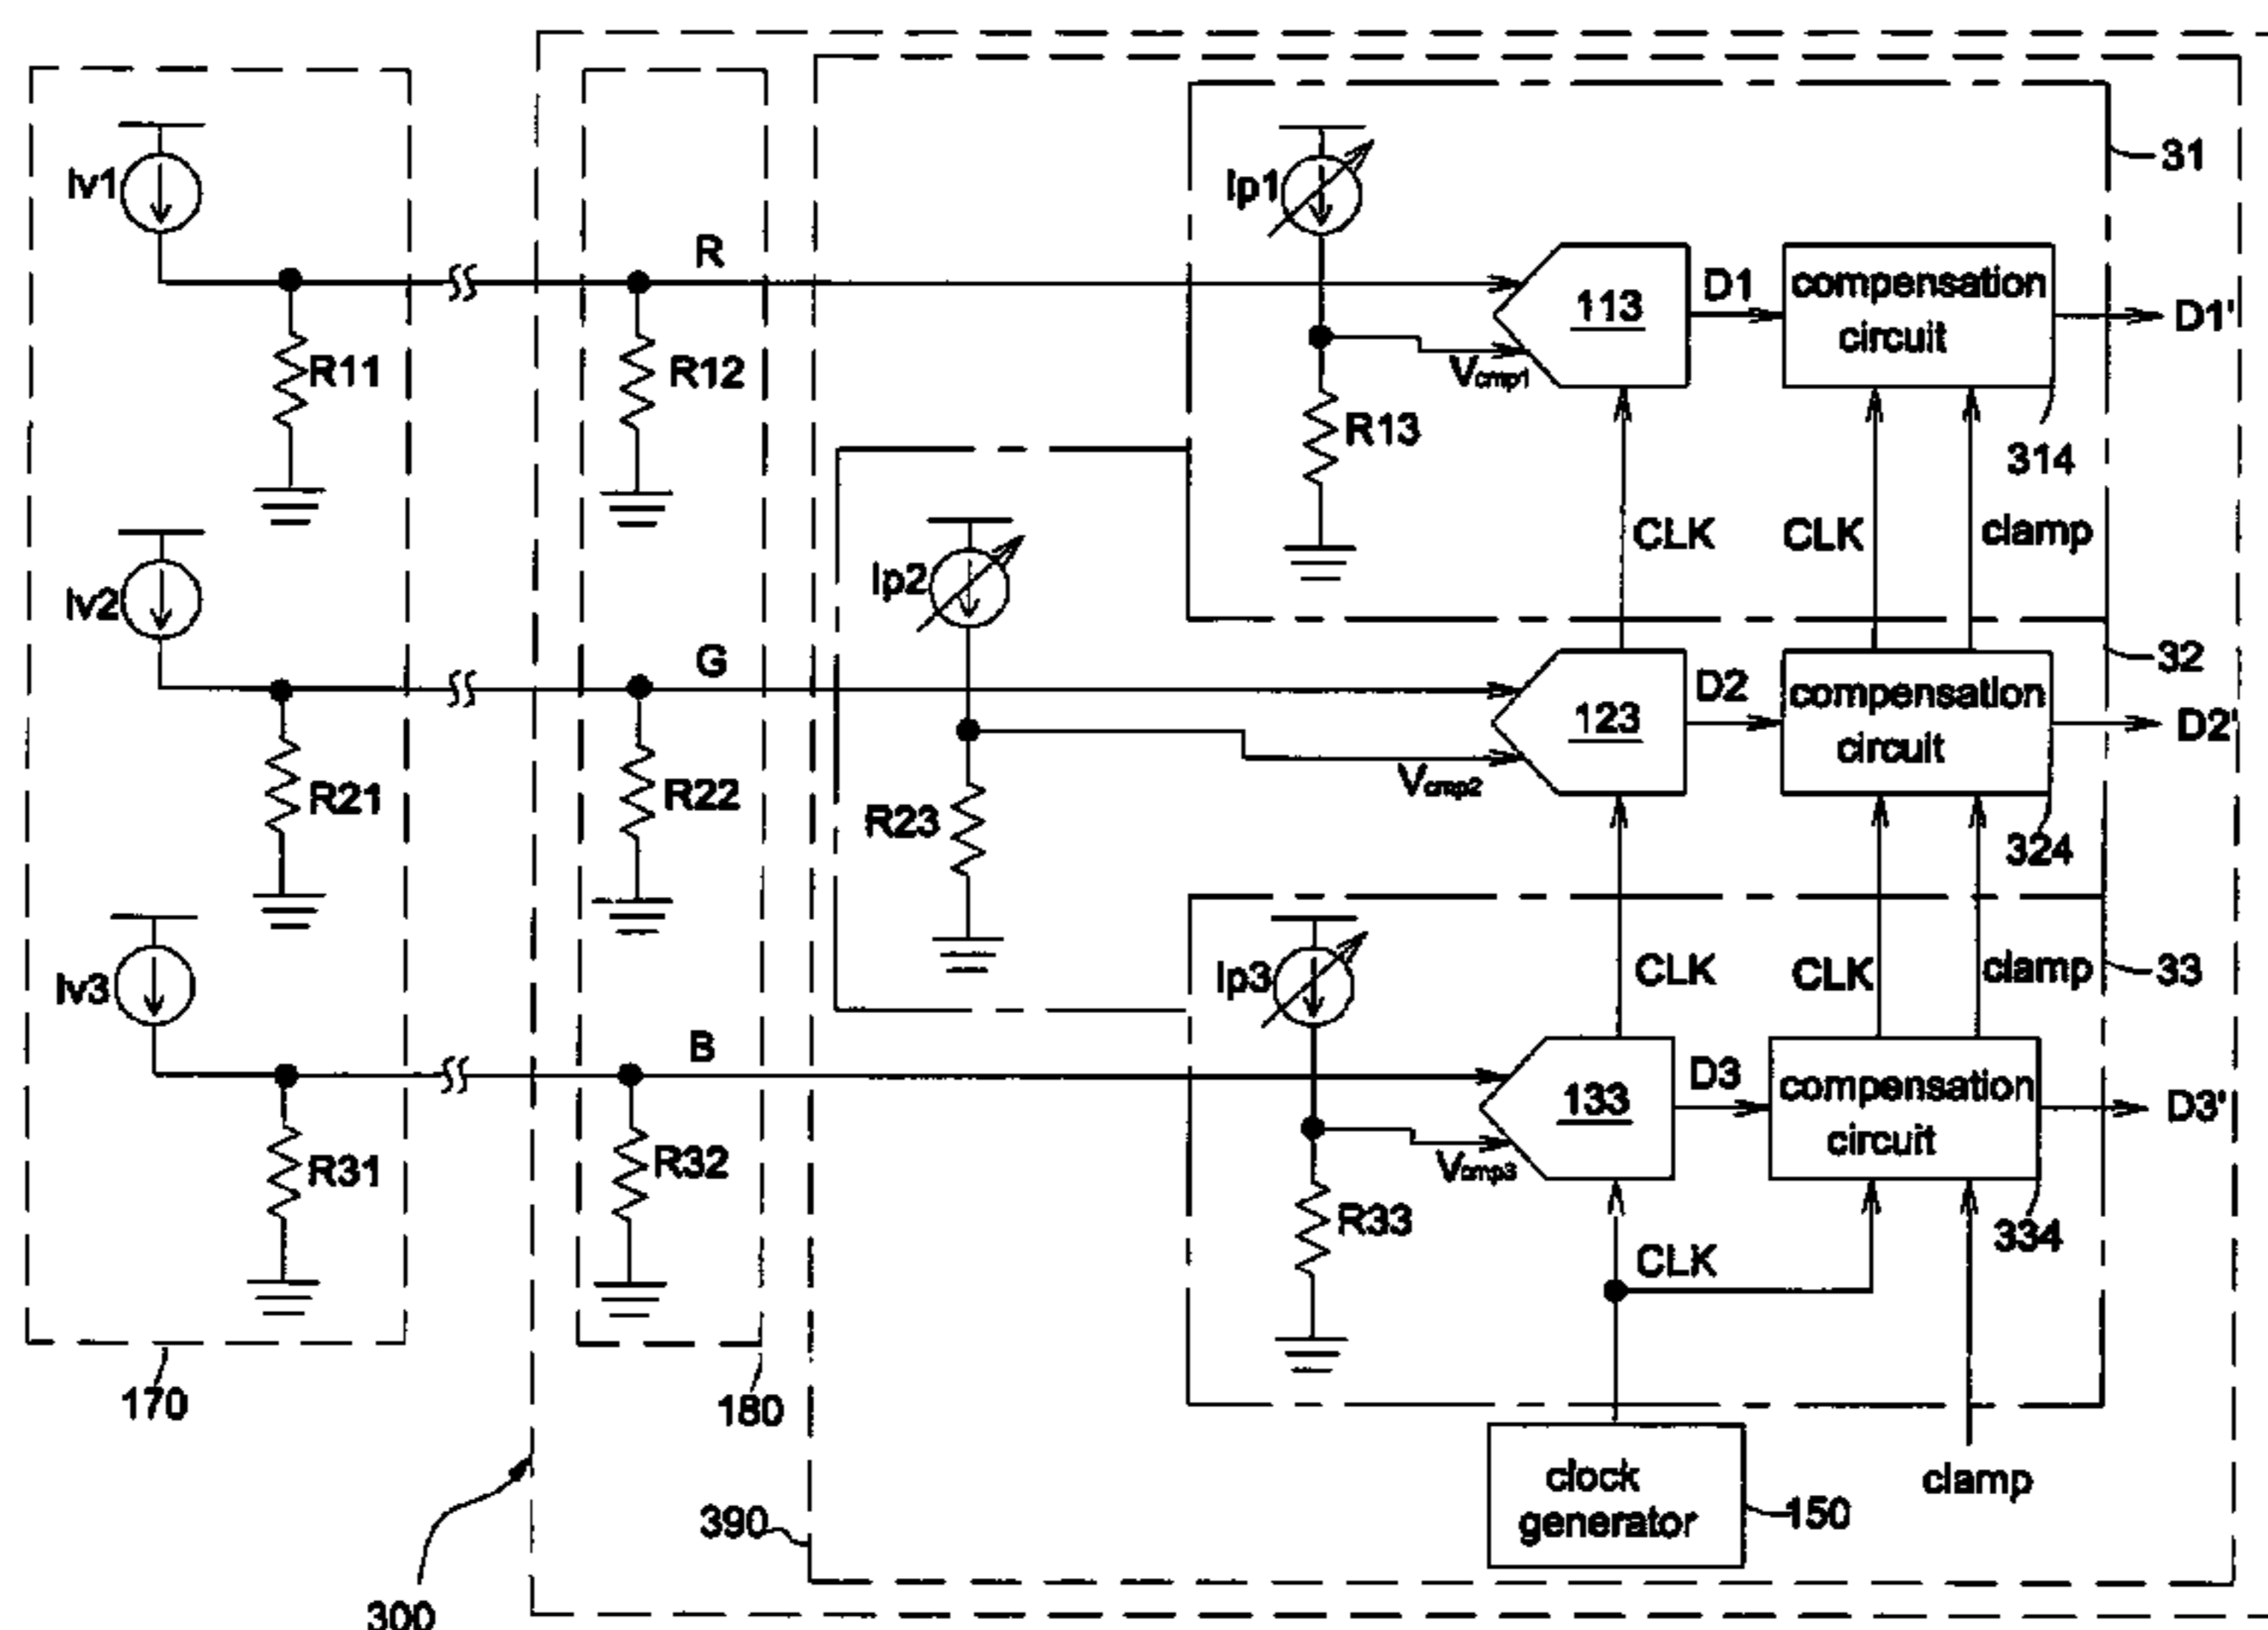 Iv1
R
R11
R12
Ip1
Vcmp1
R13
113
D1
compensation
circuit
D1'
31
314
CLK
CLK
clamp
Iv2
G
R21
R22
Ip2
R23
Vcmp2
123
D2
compensation
circuit
D2'
32
324
CLK
CLK
clamp
33
Iv3
B
R31
R32
Ip3
Vcmp3
R33
133
D3
compensation
circuit
D3'
334
CLK
clamp
clock
generator
150
170
180
390
300